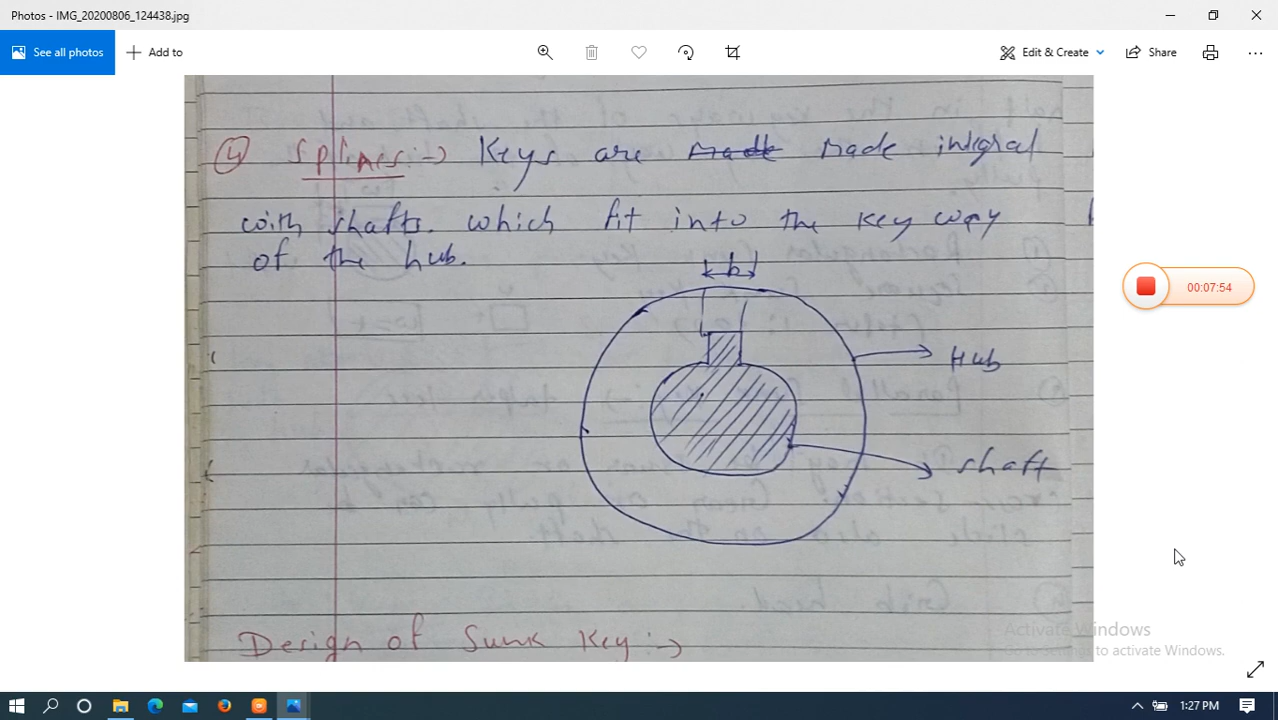 Photos - IMG_20200806_124438.jpg
See all photos
Add to
Edit & Create
Share
④ Splines :→ Keys are made made integral
with shafts. which fit into the key way
of the hub.
b
00:07:54
Hub
shaft
Design of Sunk Key :→
Activate Windows
Go to Settings to activate Windows.
1:27 PM